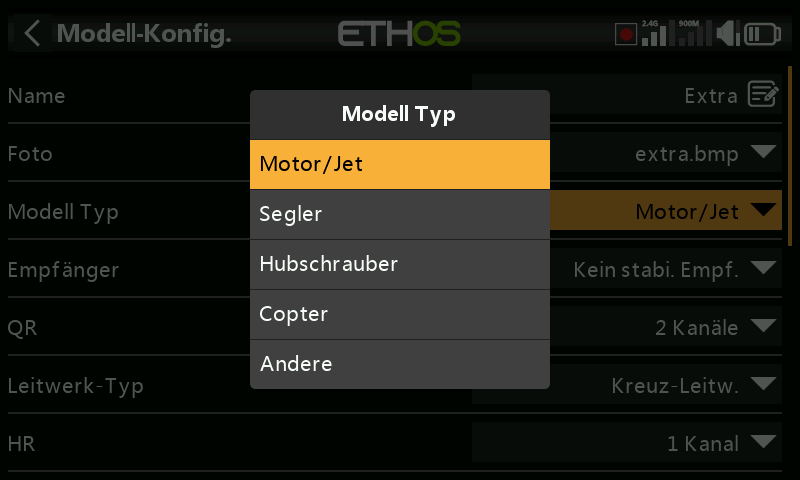 Modell-Konfig.
ETHOS
2.4G
900M
Name
Extra
Foto
extra.bmp
Modell Typ
Motor/Jet
Empfänger
Kein stabi. Empf.
QR
2 Kanäle
Leitwerk-Typ
Kreuz-Leitw.
HR
1 Kanal
Modell Typ
Motor/Jet
Segler
Hubschrauber
Copter
Andere